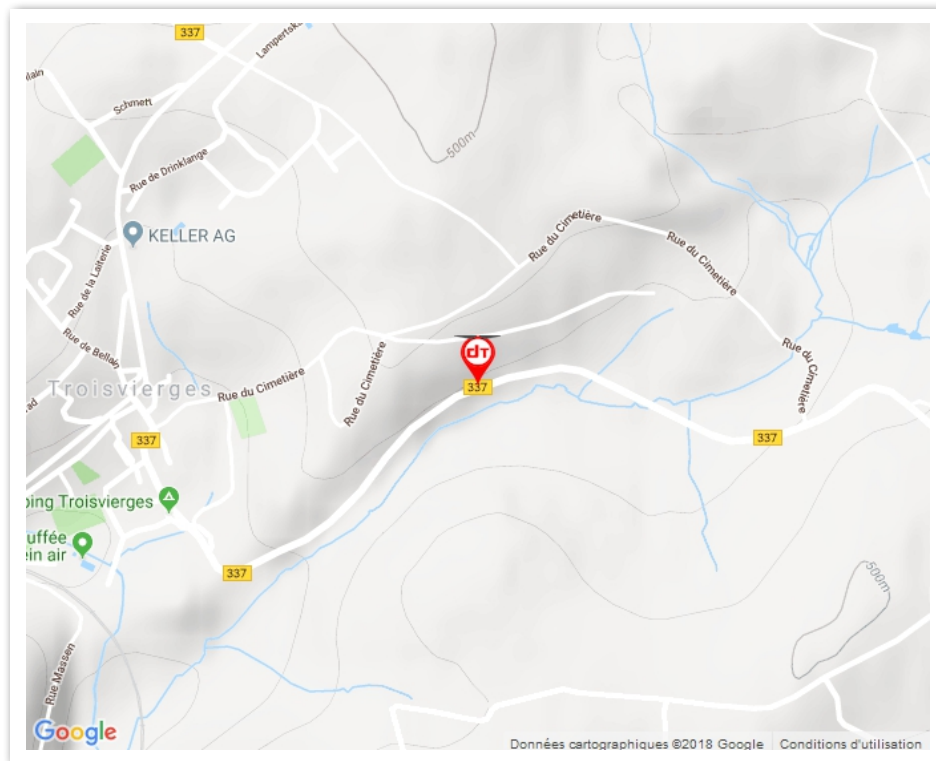 337
Lampertsk
Schmett
500m
Rue de Drinklange
Rue du Cimetière
KELLER AG
Rue du Cimetière
Rue de la Laiterie
Rue de Bellain
dT
Rue du Cimetière
Troisvierges
Rue du Cimetière
Rue du Cimetière
337
337
337
ping Troisvierges
uffée
ein air
337
500m
Rue Massen
Google
Données cartographiques ©2018 Google
Conditions d'utilisation